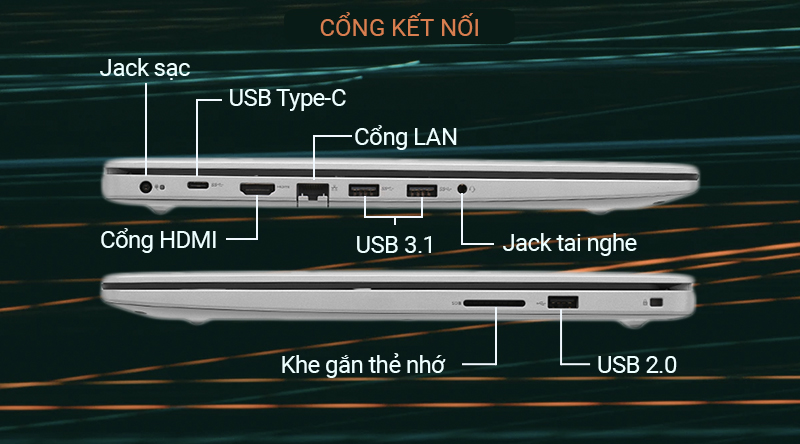 CỔNG KẾT NỐI
Jack sạc
USB Type-C
Cổng LAN
Cổng HDMI
USB 3.1
Jack tai nghe
Khe gắn thẻ nhớ
USB 2.0